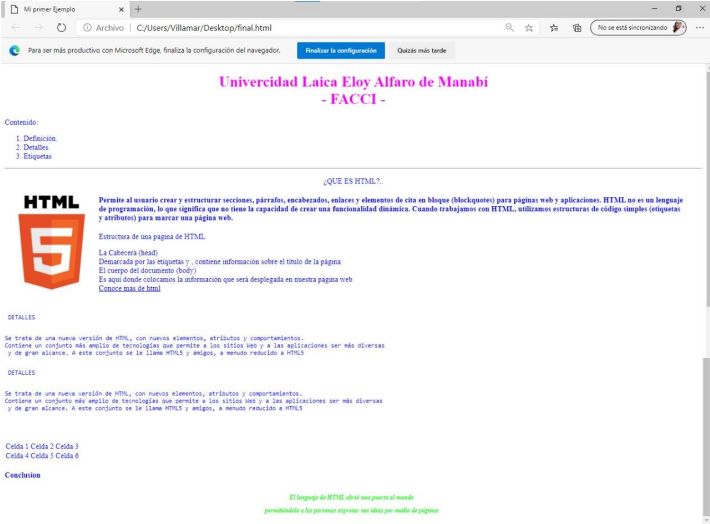 Mi primer Ejemplo
Archivo | C:/Users/Villamar/Desktop/final.html
No se está sincronizando
Para ser más productivo con Microsoft Edge, finaliza la configuración del navegador.
Finalizar la configuración
Quizás más tarde
Univercidad Laica Eloy Alfaro de Manabí
- FACCI -
Contenido:
1. Definición.
2. Detalles.
3. Etiquetas
¿QUE ES HTML?..
HTML
5
Permite al usuario crear y estructurar secciones, párrafos, encabezados, enlaces y elementos de cita en bloque (blockquotes) para páginas web y aplicaciones. HTML no es un lenguaje
de programación, lo que significa que no tiene la capacidad de crear una funcionalidad dinámica. Cuando trabajamos con HTML, utilizamos estructuras de código simples (etiquetas
y atributos) para marcar una página web.
Estructura de una pagina de HTML
La Cabecera (head)
Demarcada por las etiquetas y , contiene información sobre el título de la página
El cuerpo del documento (body)
Es aquí donde colocamos la información que será desplegada en nuestra página web
Conoce mas de html
DETALLES
Se trata de una nueva versión de HTML, con nuevos elementos, atributos y comportamientos.
Contiene un conjunto más amplio de tecnologías que permite a los sitios Web y a las aplicaciones ser más diversas
y de gran alcance. A este conjunto se le llama HTML5 y amigos, a menudo reducido a HTML5
DETALLES
Se trata de una nueva versión de HTML, con nuevos elementos, atributos y comportamientos.
Contiene un conjunto más amplio de tecnologías que permite a los sitios Web y a las aplicaciones ser más diversas
y de gran alcance. A este conjunto se le llama HTML5 y amigos, a menudo reducido a HTML5
Celda 1 Celda 2 Celda 3
Celda 4 Celda 5 Celda 6
Conclusion
El lenguaje de HTML abrió una puerta al mundo
permitiéndole a las personas expresar sus ideas por medio de páginas